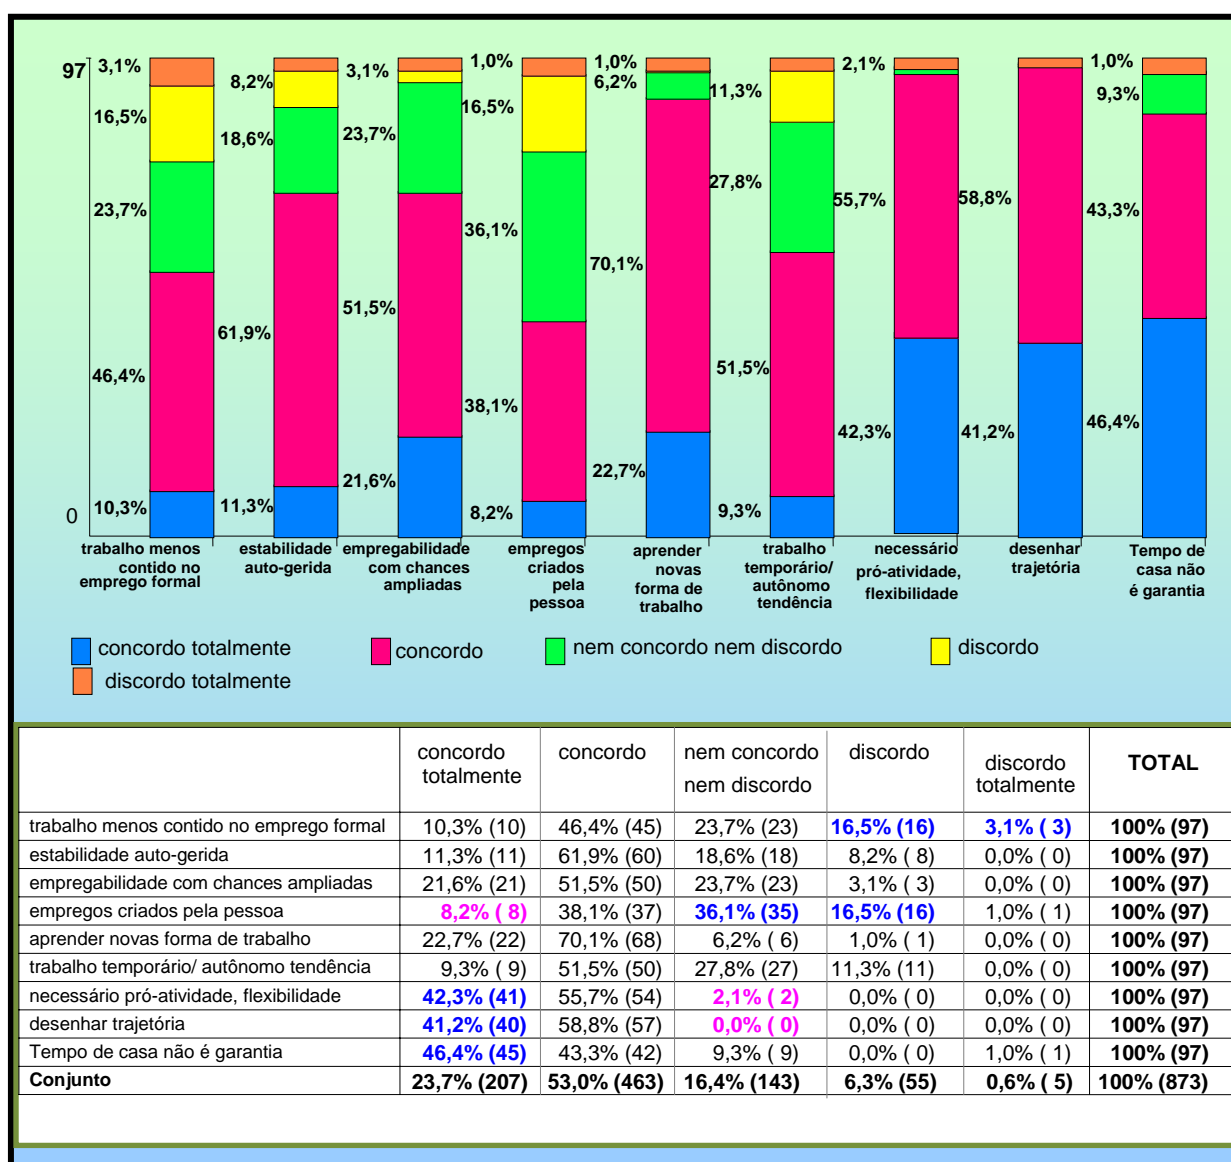 97
0
3,1%
16,5%
23,7%
46,4%
10,3%
8,2%
18,6%
61,9%
11,3%
3,1%
23,7%
51,5%
21,6%
1,0%
16,5%
36,1%
38,1%
8,2%
1,0%
6,2%
70,1%
22,7%
11,3%
27,8%
51,5%
9,3%
2,1%
55,7%
42,3%
58,8%
41,2%
1,0%
9,3%
43,3%
46,4%
trabalho menos
contido no
emprego formal
estabilidade
auto-gerida
empregabilidade
com chances
ampliadas
empregos
criados
pela
pessoa
aprender
novas
forma de
trabalho
trabalho
temporário/
autônomo
tendência
necessário
pró-atividade,
flexibilidade
desenhar
trajetória
Tempo de
casa não
é garantia
concordo totalmente
concordo
nem concordo nem discordo
discordo
discordo totalmente
concordo
totalmente
concordo
nem concordo
nem discordo
discordo
discordo
totalmente
TOTAL
trabalho menos contido no emprego formal 10,3% (10) 46,4% (45) 23,7% (23) 16,5% (16) 3,1% ( 3) 100% (97)
estabilidade auto-gerida 11,3% (11) 61,9% (60) 18,6% (18) 8,2% ( 8) 0,0% ( 0) 100% (97)
empregabilidade com chances ampliadas 21,6% (21) 51,5% (50) 23,7% (23) 3,1% ( 3) 0,0% ( 0) 100% (97)
empregos criados pela pessoa 8,2% ( 8) 38,1% (37) 36,1% (35) 16,5% (16) 1,0% ( 1) 100% (97)
aprender novas forma de trabalho 22,7% (22) 70,1% (68) 6,2% ( 6) 1,0% ( 1) 0,0% ( 0) 100% (97)
trabalho temporário/ autônomo tendência 9,3% ( 9) 51,5% (50) 27,8% (27) 11,3% (11) 0,0% ( 0) 100% (97)
necessário pró-atividade, flexibilidade 42,3% (41) 55,7% (54) 2,1% ( 2) 0,0% ( 0) 0,0% ( 0) 100% (97)
desenhar trajetória 41,2% (40) 58,8% (57) 0,0% ( 0) 0,0% ( 0) 0,0% ( 0) 100% (97)
Tempo de casa não é garantia 46,4% (45) 43,3% (42) 9,3% ( 9) 0,0% ( 0) 1,0% ( 1) 100% (97)
Conjunto 23,7% (207) 53,0% (463) 16,4% (143) 6,3% (55) 0,6% ( 5) 100% (873)